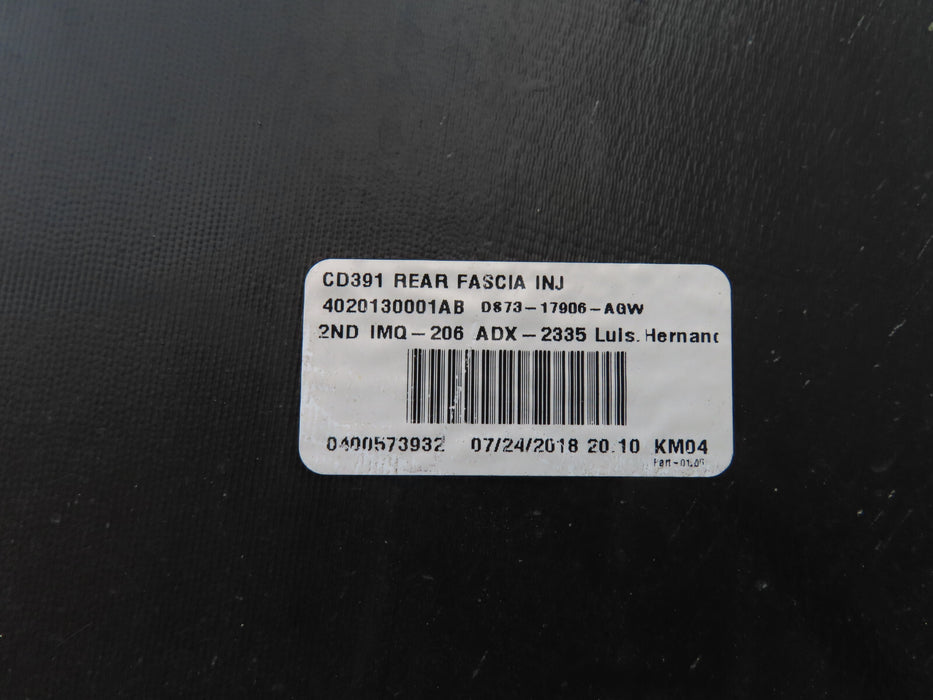 CD391 REAR FASCIA INJ
4020130001AB DS73-17906-AGW
2ND IMQ-206 ADX-2335 Luis. Hernand
0400573932 07/24/2018 20:10 KM04